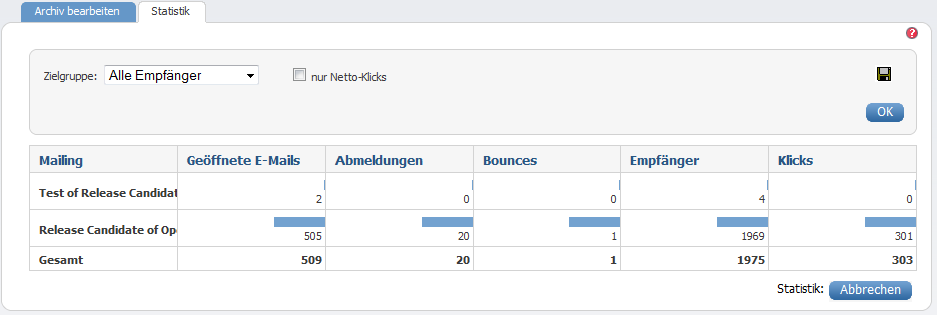 Archiv bearbeiten Statistik
?
Zielgruppe: Alle Empfänger nur Netto-Klicks
OK
Mailing Geöffnete E-Mails Abmeldungen Bounces Empfänger Klicks
Test of Release Candidat 2 0 0 4 0
Release Candidate of Ope 505 20 1 1969 301
Gesamt 509 20 1 1975 303
Statistik: Abbrechen